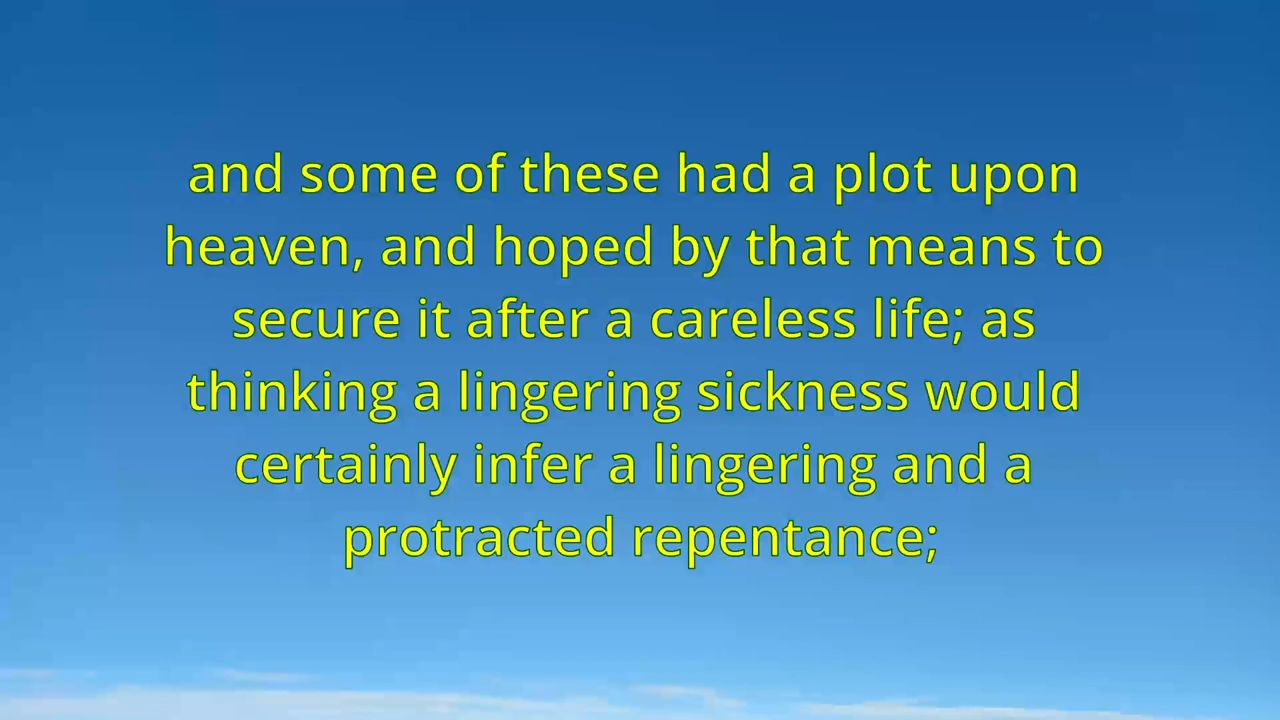 and some of these had a plot upon
heaven, and hoped by that means to
secure it after a careless life; as
thinking a lingering sickness would
certainly infer a lingering and a
protracted repentance;